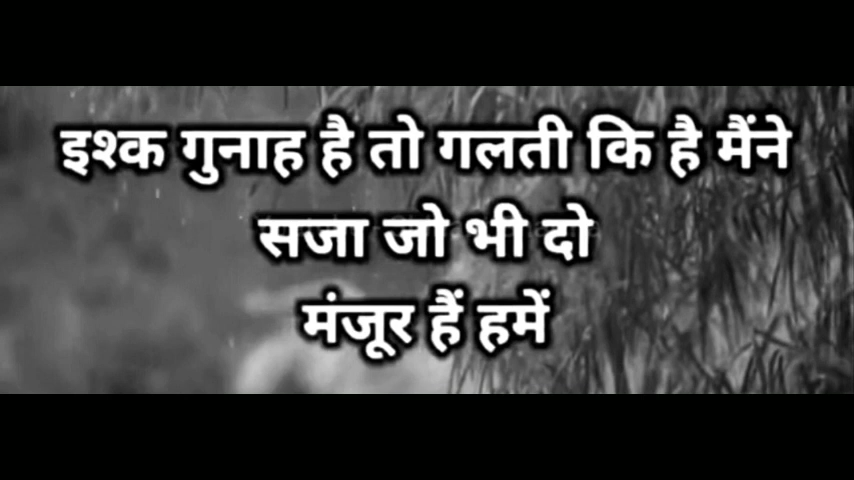 इश्क गुनाह है तो गलती कि है मैंने
सजा जो भी दो
मंजूर हैं हमें